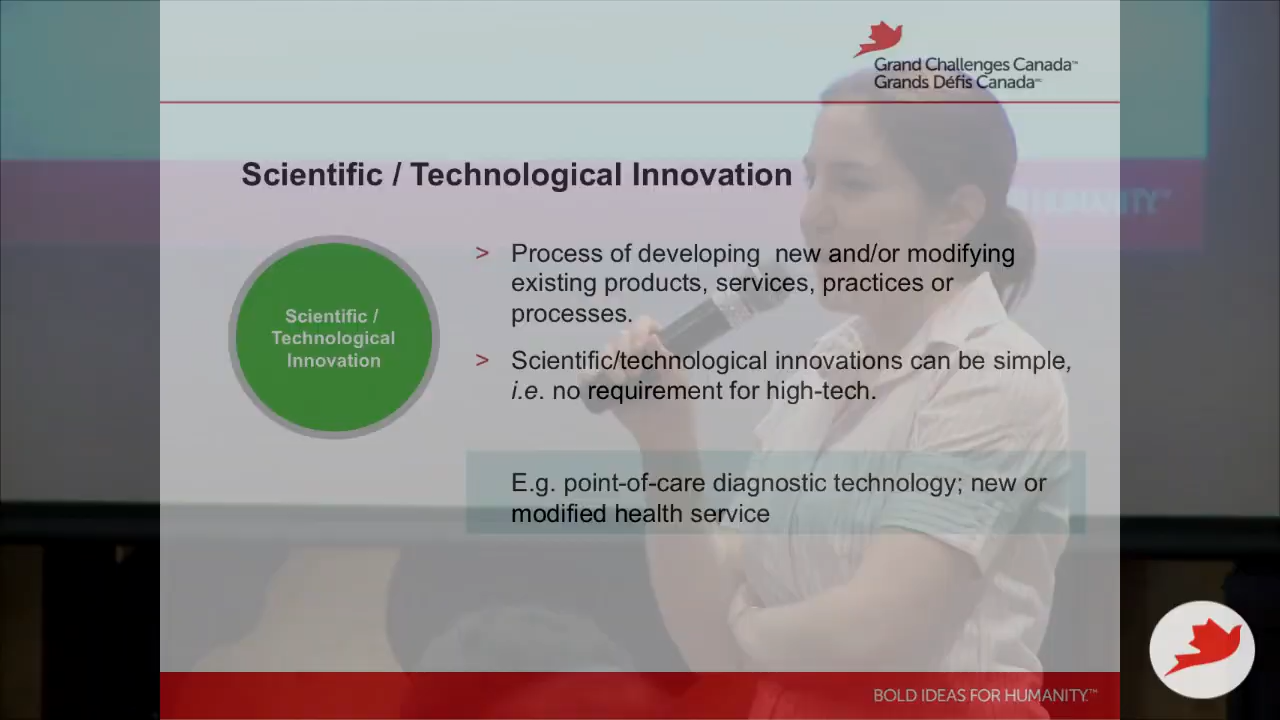 Grand Challenges Canada™
Grands Défis Canada
Scientific / Technological Innovation
Scientific /
Technological
Innovation
> Process of developing  new and/or modifying
existing products, services, practices or
processes.
> Scientific/technological innovations can be simple,
i.e. no requirement for high-tech.
E.g. point-of-care diagnostic technology; new or
modified health service
HUMANITY™
BOLD IDEAS FOR HUMANITY.™